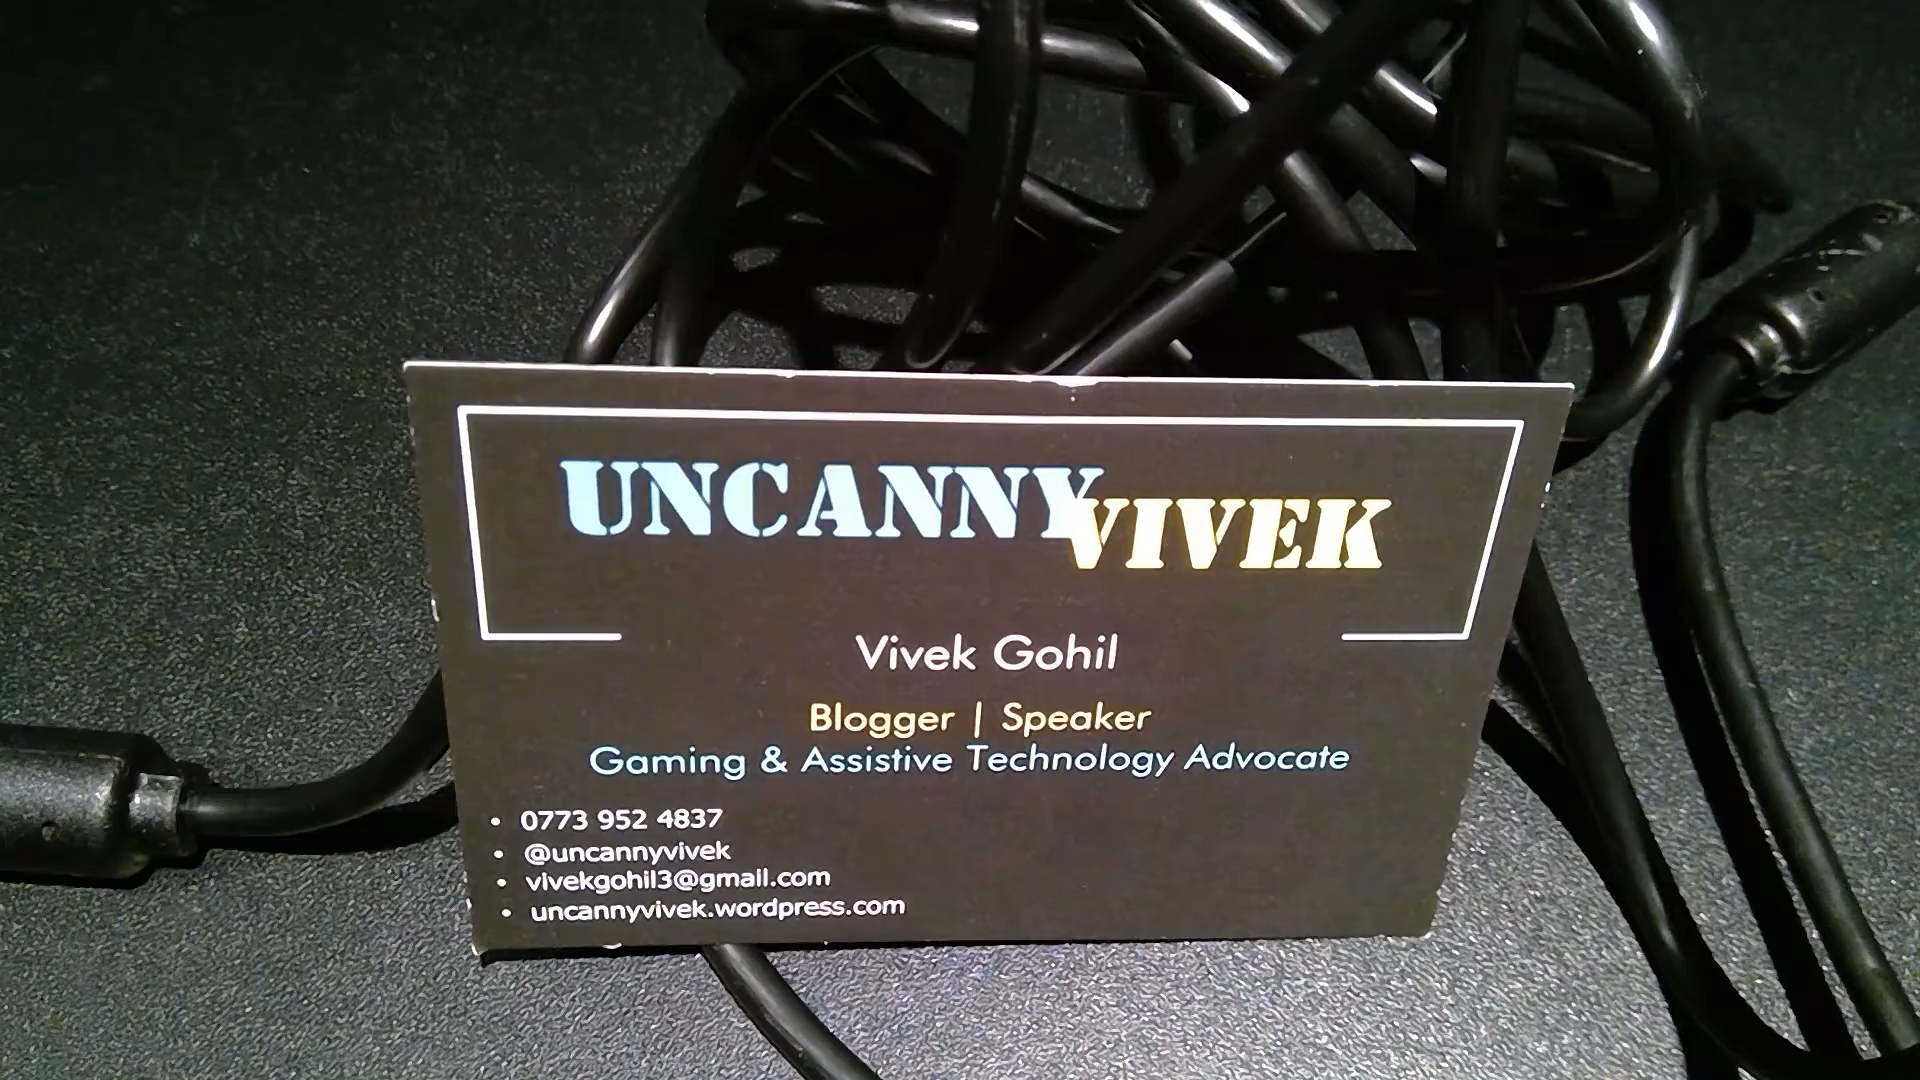 UNCANNY VIVEK
Vivek Gohil
Blogger | Speaker
Gaming & Assistive Technology Advocate
• 0773 952 4837
• @uncannyvivek
• vivekgohil3@gmail.com
• uncannyvivek.wordpress.com